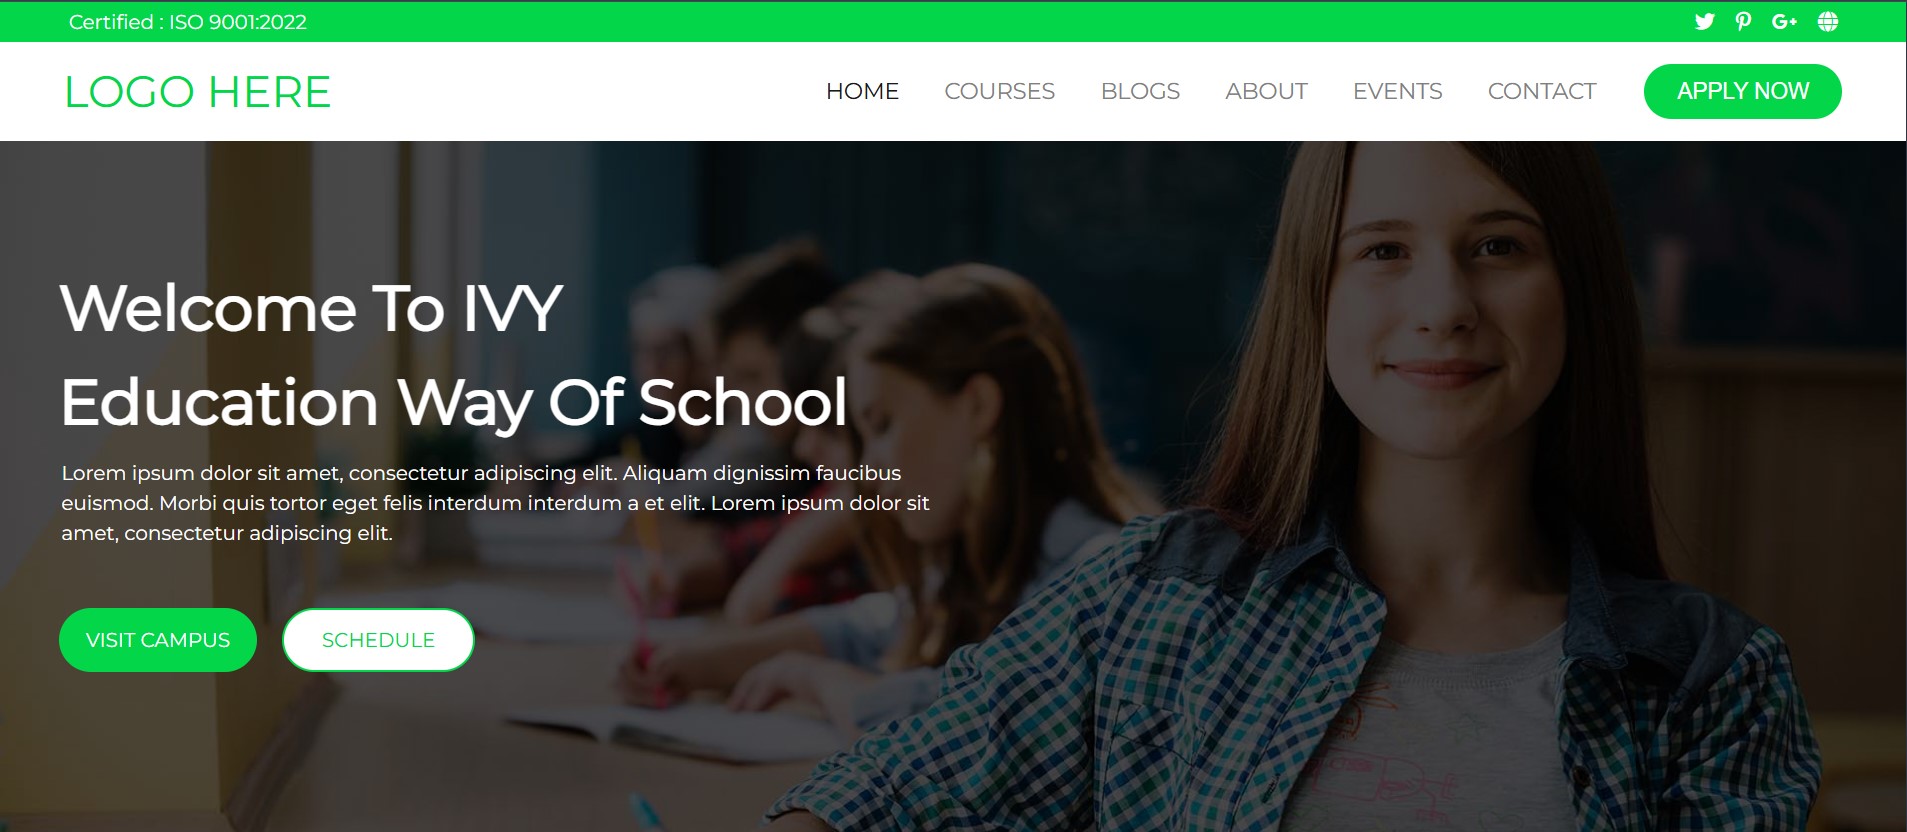 Certified : ISO 9001:2022
LOGO HERE
HOME COURSES BLOGS ABOUT EVENTS CONTACT APPLY NOW
Welcome To IVY
Education Way Of School
Lorem ipsum dolor sit amet, consectetur adipiscing elit. Aliquam dignissim faucibus
euismod. Morbi quis tortor eget felis interdum interdum a et elit. Lorem ipsum dolor sit
amet, consectetur adipiscing elit.
VISIT CAMPUS SCHEDULE